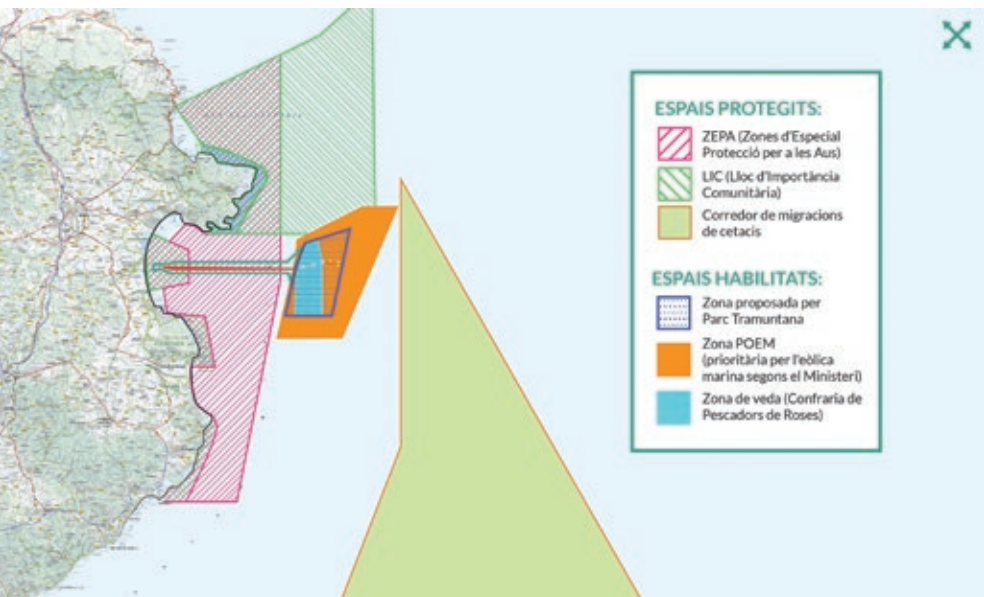 ESPAIS PROTEGITS:
ZEPA (Zones d'Especial
Protecció per a les Aus)
LIC (Lloc d'Importància
Comunitària)
Corredor de migracions
de cetacis
ESPAIS HABILITATS:
Zona proposada per
Parc Tramuntana
Zona POEM
(prioritària per l'eòlica
marina segons el Ministeri)
Zona de veda (Confraria de
Pescadors de Roses)